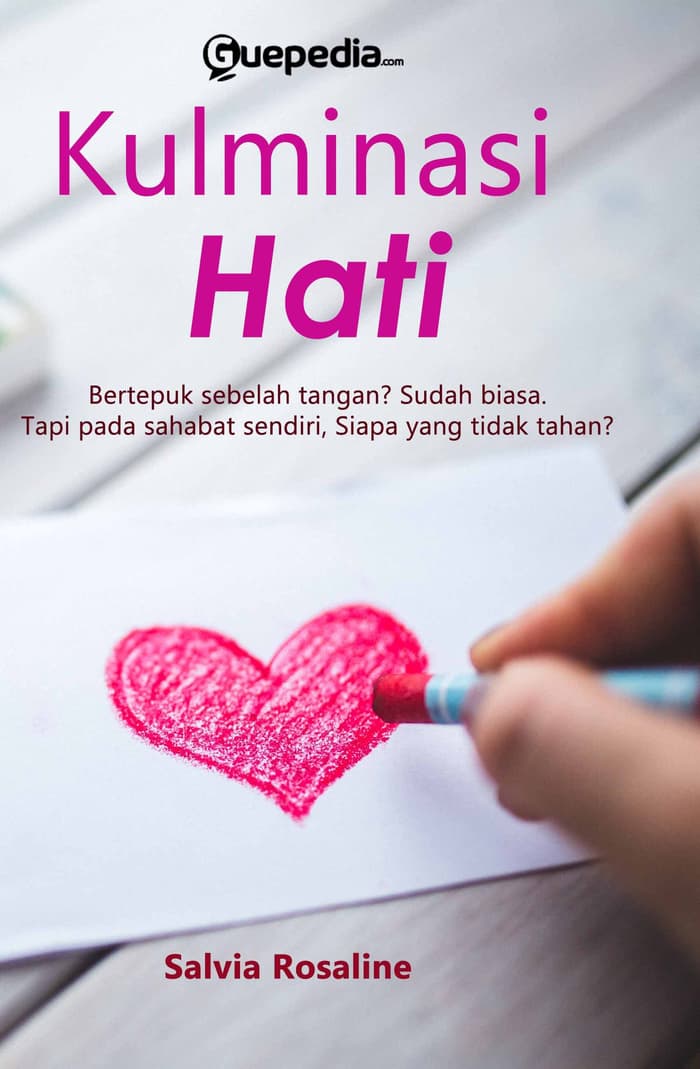 Guepedia.com
Kulminasi
Hati
Bertepuk sebelah tangan? Sudah biasa.
Tapi pada sahabat sendiri, Siapa yang tidak tahan?
Salvia Rosaline